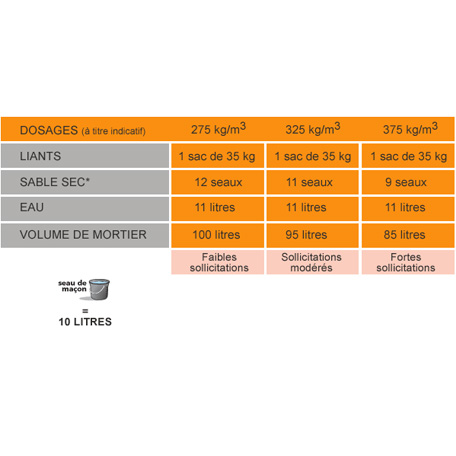 DOSAGES (à titre indicatif) 275 kg/m3 325 kg/m3 375 kg/m3
LIANTS 1 sac de 35 kg 1 sac de 35 kg 1 sac de 35 kg
SABLE SEC* 12 seaux 11 seaux 9 seaux
EAU 11 litres 11 litres 11 litres
VOLUME DE MORTIER 100 litres 95 litres 85 litres
Faibles Sollicitations Fortes
sollicitations modérés sollicitations
seau de
maçon
=
10 LITRES